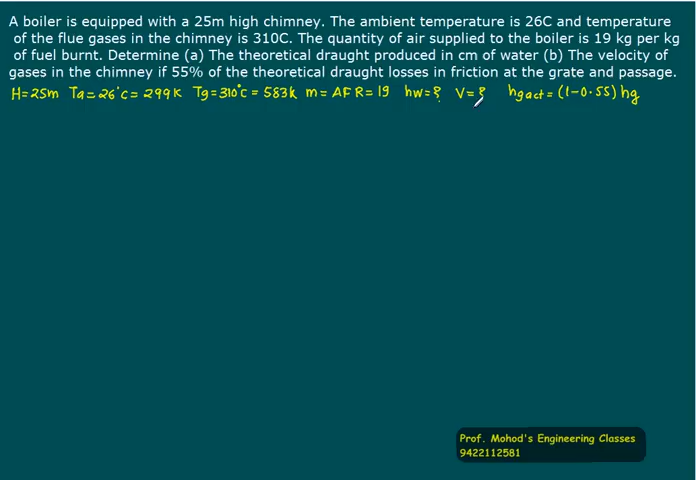 A boiler is equipped with a 25m high chimney. The ambient temperature is 26C and temperature
of the flue gases in the chimney is 310C. The quantity of air supplied to the boiler is 19 kg per kg
of fuel burnt. Determine (a) The theoretical draught produced in cm of water (b) The velocity of
gases in the chimney if 55% of the theoretical draught losses in friction at the grate and passage.
H=25m Ta=26°c=299k Tg=310°c=583k m=AFR=19 hw=? V=? hg act=(1-0.55) hg
Prof. Mohod's Engineering Classes
9422112581